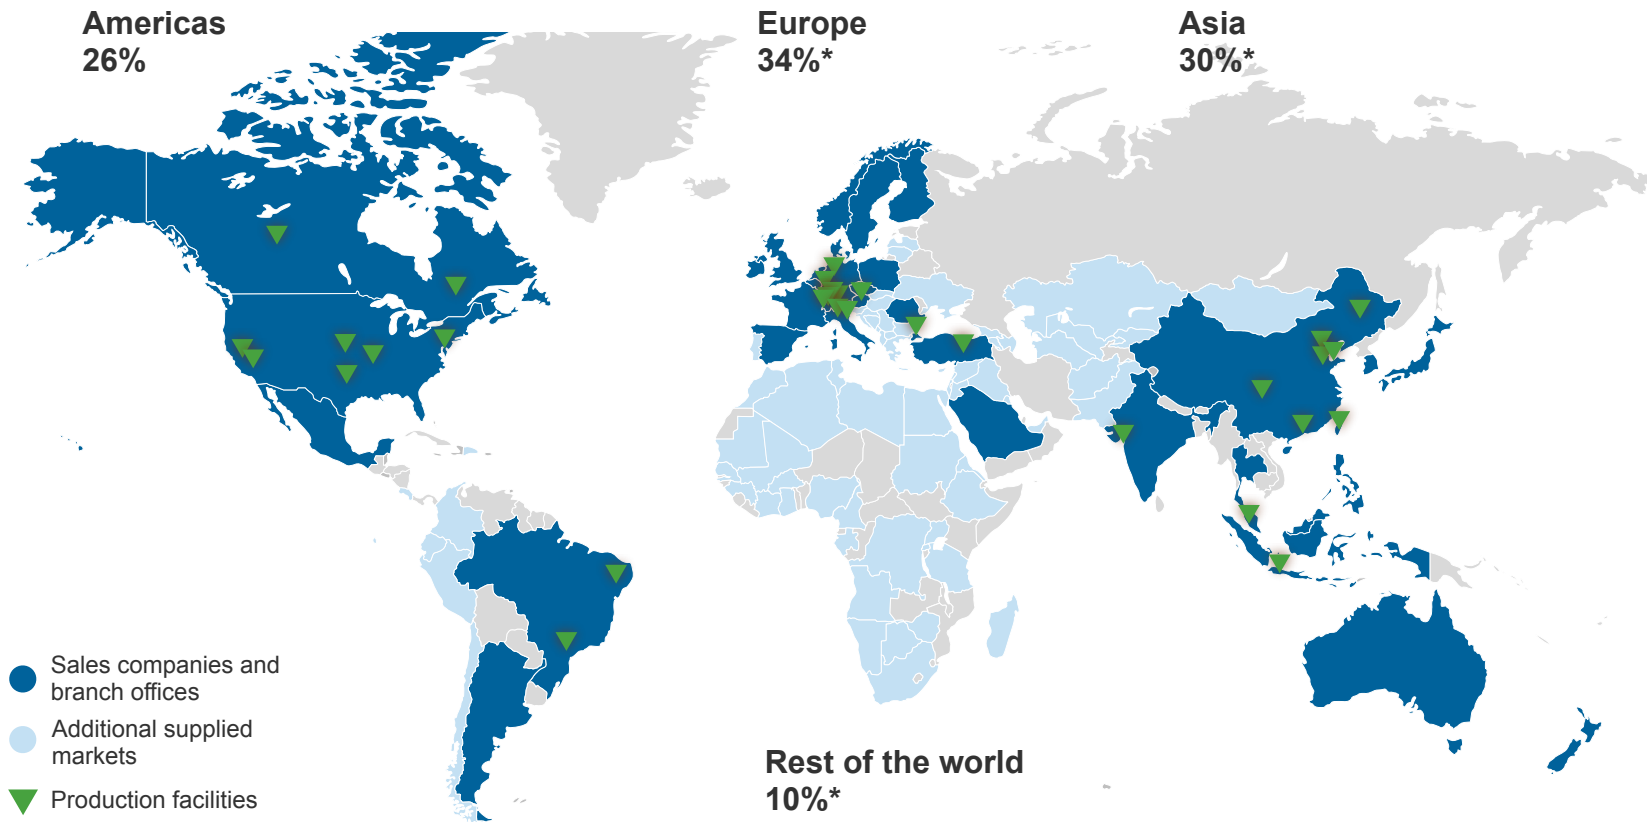 Americas
26%
Europe
34%*
Asia
30%*
Sales companies and
branch offices
Additional supplied
markets
Production facilities
Rest of the world
10%*